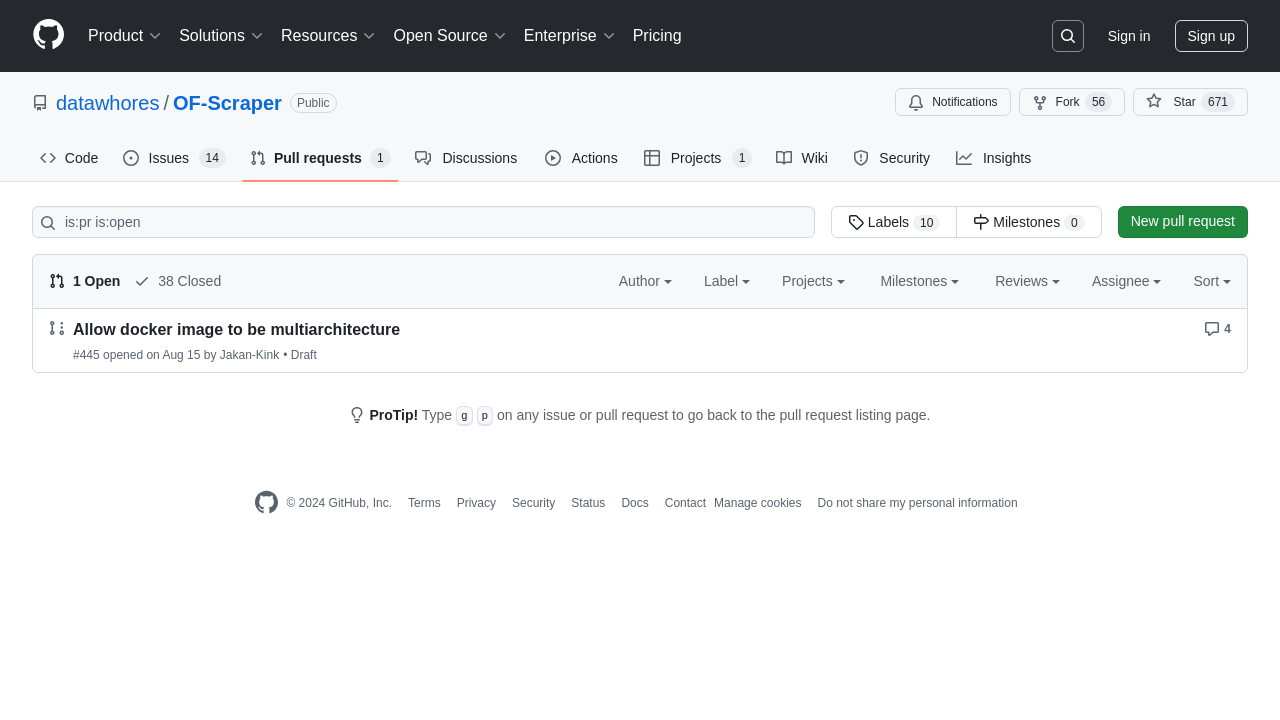 Product Solutions Resources Open Source Enterprise Pricing Sign in Sign up
datawhores / OF-Scraper Public Notifications Fork 56 Star 671
Code Issues 14 Pull requests 1 Discussions Actions Projects 1 Wiki Security Insights
is:pr is:open Labels 10 Milestones 0 New pull request
1 Open 38 Closed Author Label Projects Milestones Reviews Assignee Sort
Allow docker image to be multiarchitecture 4
#445 opened on Aug 15 by Jakan-Kink • Draft
ProTip! Type g p on any issue or pull request to go back to the pull request listing page.
© 2024 GitHub, Inc. Terms Privacy Security Status Docs Contact Manage cookies Do not share my personal information